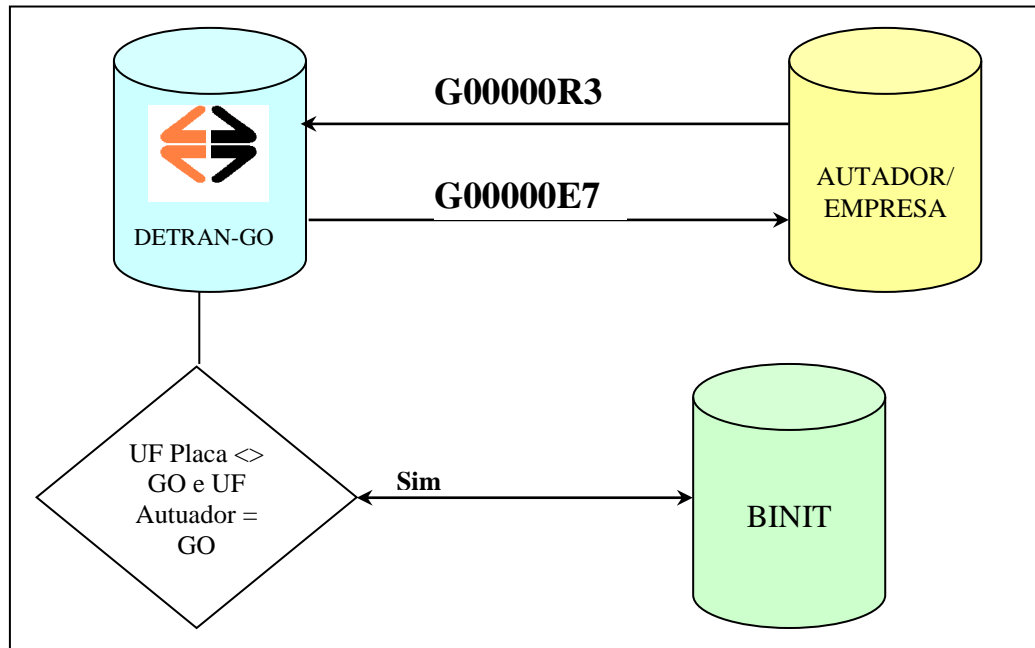 G00000R3
G00000E7
DETRAN-GO
AUTADOR/
EMPRESA
UF Placa <>
GO e UF
Autuador =
GO
Sim
BINIT